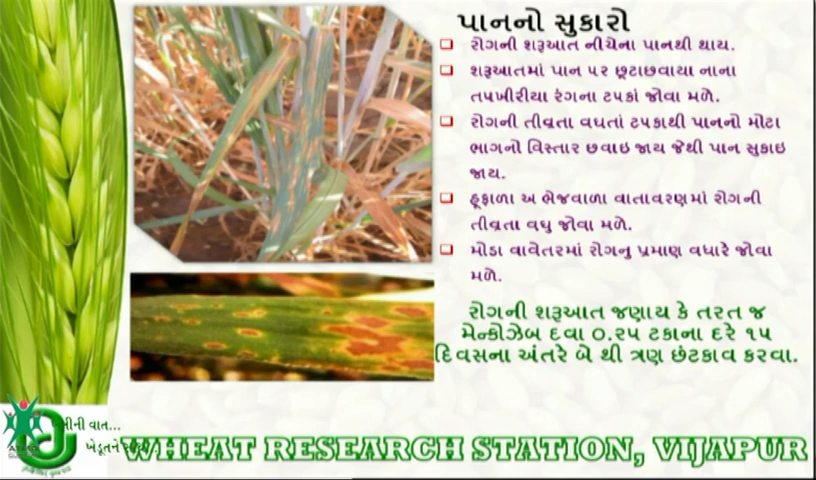 પાનનો સુકારો
રોગની શરૂઆત નીચેના પાનથી થાય.
શરૂઆતમાં પાન પર છૂટાછવાયા નાના
તપખીરીયા રંગના ટપકાં જોવા મળે.
રોગની તીવ્રતા વધતાં ટપકાથી પાનનો મોટા
ભાગનો વિસ્તાર છવાઇ જાય જેથી પાન સુકાઇ
જાય.
હૂફાળા અ ભેજવાળા વાતાવરણમાં રોગની
તીવ્રતા વધુ જોવા મળે.
મોડા વાવેતરમાં રોગનુ પ્રમાણ વધારે જોવા
મળે.
રોગની શરૂઆત જણાય કે તરત જ
મેન્કોઝેબ દવા ૦.૨૫ ટકાના દરે ૧૫
દિવસના અંતરે બે થી ત્રણ છંટકાવ કરવા.
વાત...
ખેડૂતને
WHEAT RESEARCH STATION, VIJAPUR